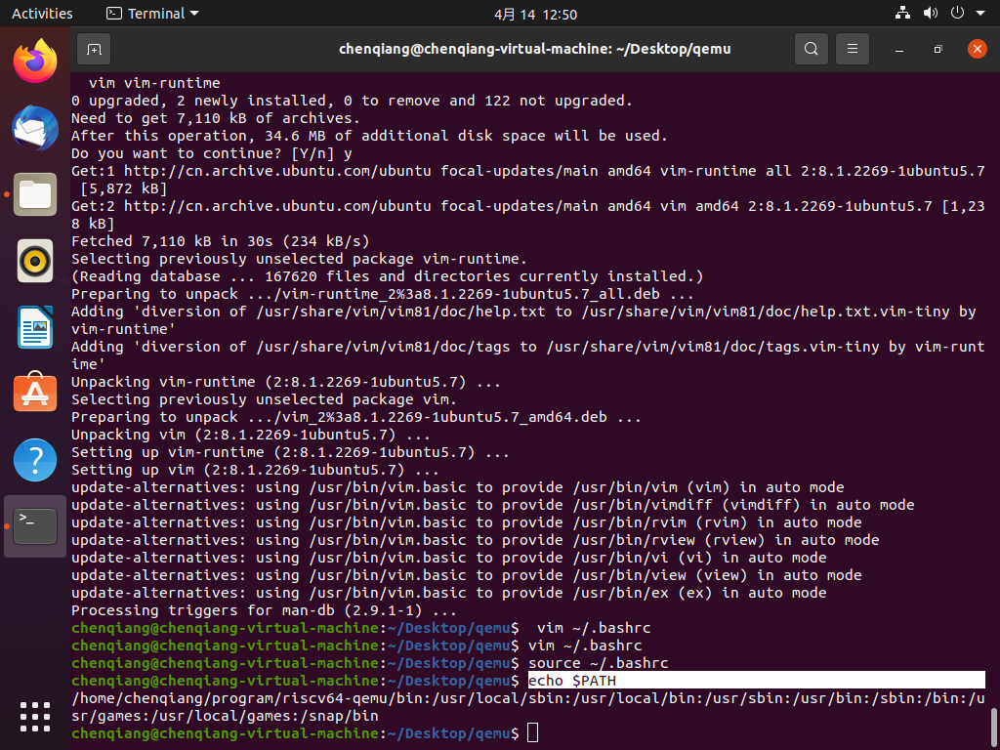 Activities
Terminal
4月 14 12:50
chenqiang@chenqiang-virtual-machine: ~/Desktop/qemu
vim vim-runtime
0 upgraded, 2 newly installed, 0 to remove and 122 not upgraded.
Need to get 7,110 kB of archives.
After this operation, 34.6 MB of additional disk space will be used.
Do you want to continue? [Y/n] y
Get:1 http://cn.archive.ubuntu.com/ubuntu focal-updates/main amd64 vim-runtime all 2:8.1.2269-1ubuntu5.7
[5,872 kB]
Get:2 http://cn.archive.ubuntu.com/ubuntu focal-updates/main amd64 vim amd64 2:8.1.2269-1ubuntu5.7 [1,23
8 kB]
Fetched 7,110 kB in 30s (234 kB/s)
Selecting previously unselected package vim-runtime.
(Reading database ... 167620 files and directories currently installed.)
Preparing to unpack .../vim-runtime_2%3a8.1.2269-1ubuntu5.7_all.deb ...
Adding 'diversion of /usr/share/vim/vim81/doc/help.txt to /usr/share/vim/vim81/doc/help.txt.vim-tiny by
vim-runtime'
Adding 'diversion of /usr/share/vim/vim81/doc/tags to /usr/share/vim/vim81/doc/tags.vim-tiny by vim-runt
ime'
Unpacking vim-runtime (2:8.1.2269-1ubuntu5.7) ...
Selecting previously unselected package vim.
Preparing to unpack .../vim_2%3a8.1.2269-1ubuntu5.7_amd64.deb ...
Unpacking vim (2:8.1.2269-1ubuntu5.7) ...
Setting up vim-runtime (2:8.1.2269-1ubuntu5.7) ...
Setting up vim (2:8.1.2269-1ubuntu5.7) ...
update-alternatives: using /usr/bin/vim.basic to provide /usr/bin/vim (vim) in auto mode
update-alternatives: using /usr/bin/vim.basic to provide /usr/bin/vimdiff (vimdiff) in auto mode
update-alternatives: using /usr/bin/vim.basic to provide /usr/bin/rvim (rvim) in auto mode
update-alternatives: using /usr/bin/vim.basic to provide /usr/bin/rview (rview) in auto mode
update-alternatives: using /usr/bin/vim.basic to provide /usr/bin/vi (vi) in auto mode
update-alternatives: using /usr/bin/vim.basic to provide /usr/bin/view (view) in auto mode
update-alternatives: using /usr/bin/vim.basic to provide /usr/bin/ex (ex) in auto mode
Processing triggers for man-db (2.9.1-1) ...
chenqiang@chenqiang-virtual-machine:~/Desktop/qemu$  vim ~/.bashrc
chenqiang@chenqiang-virtual-machine:~/Desktop/qemu$ vim ~/.bashrc
chenqiang@chenqiang-virtual-machine:~/Desktop/qemu$ source ~/.bashrc
chenqiang@chenqiang-virtual-machine:~/Desktop/qemu$ echo $PATH
/home/chenqiang/program/riscv64-qemu/bin:/usr/local/sbin:/usr/local/bin:/usr/sbin:/usr/bin:/sbin:/bin:/u
sr/games:/usr/local/games:/snap/bin
chenqiang@chenqiang-virtual-machine:~/Desktop/qemu$